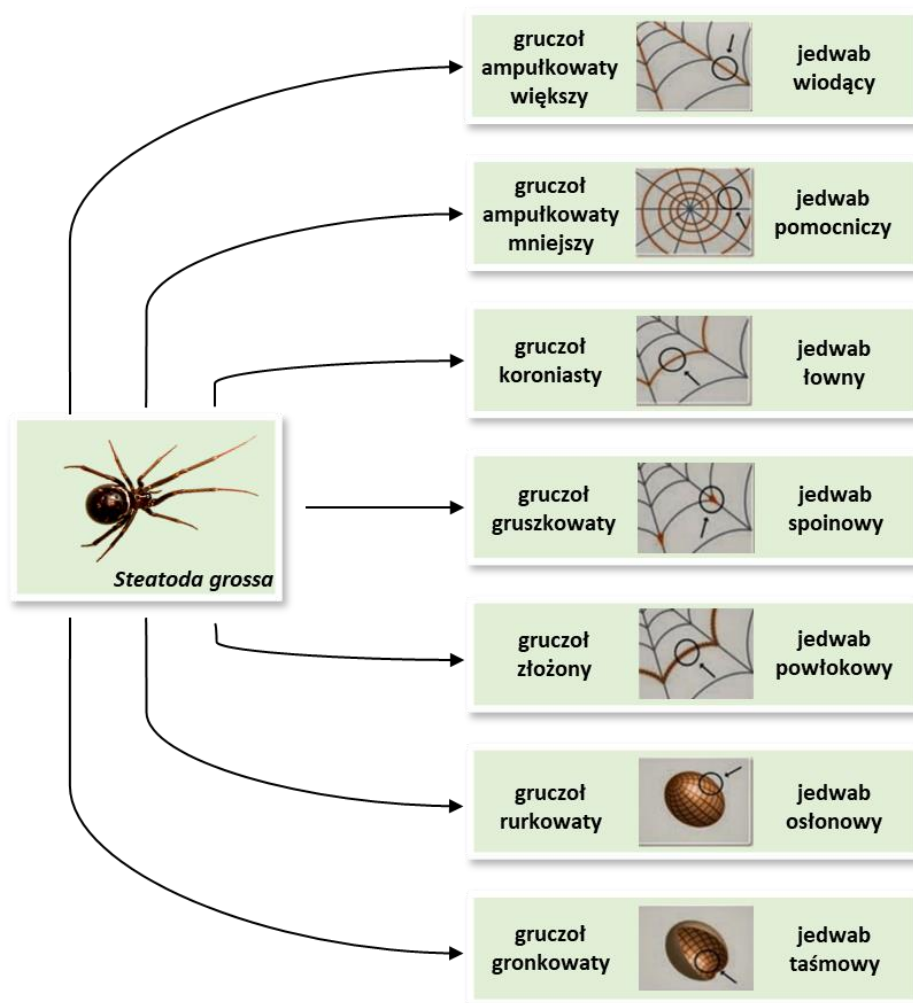 gruczoł
ampułkowaty
większy
jedwab
wiodący
gruczoł
ampułkowaty
mniejszy
jedwab
pomocniczy
gruczoł
koroniasty
jedwab
łowny
Steatoda grossa
gruczoł
gruszkowaty
jedwab
spoinowy
gruczoł
złożony
jedwab
powłokowy
gruczoł
rurkowaty
jedwab
osłonowy
gruczoł
gronkowaty
jedwab
taśmowy